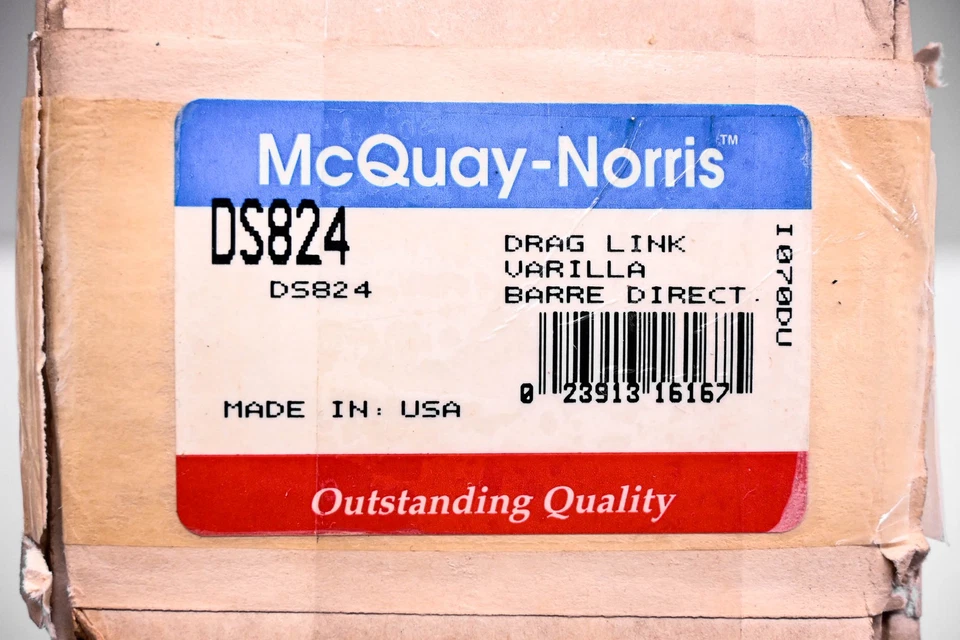 McQuay-Norris™
DS824
DS824
DRAG LINK
VARILLA
BARRE DIRECT.
I070DU
0 23913 16167
MADE IN: USA
Outstanding Quality